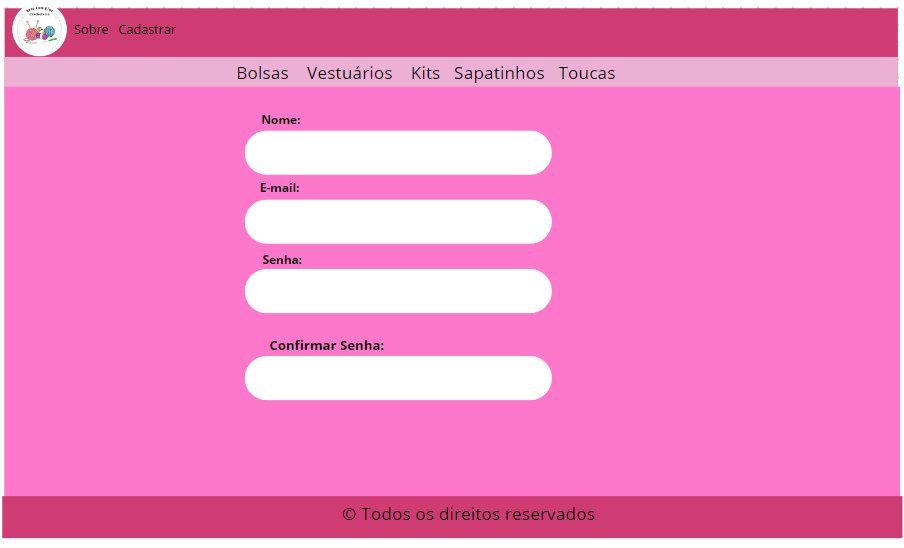 Sobre Cadastrar
Bolsas Vestuários Kits Sapatinhos Toucas
Nome:
E-mail:
Senha:
Confirmar Senha:
© Todos os direitos reservados